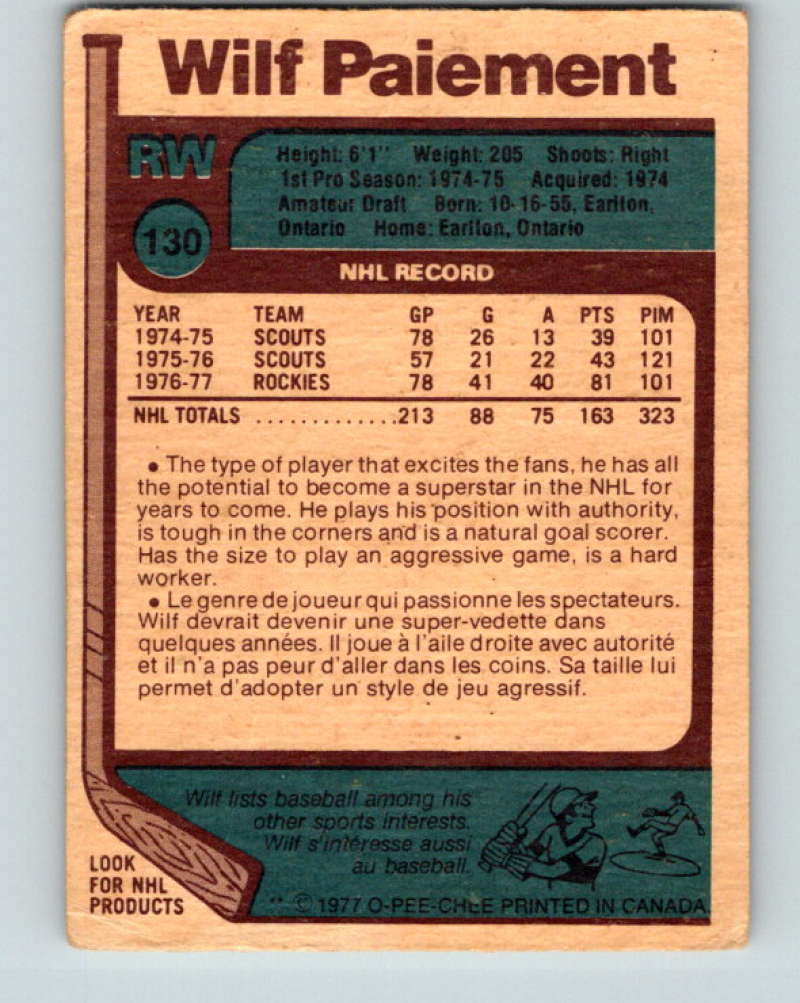 Wilf Paiement
RW
Height: 6'1" Weight: 205 Shoots: Right
1st Pro Season: 1974-75 Acquired: 1974
Amateur Draft Born: 10-16-55, Earlton,
Ontario Home: Earlton, Ontario
130
NHL RECORD
YEAR TEAM GP G A PTS PIM
1974-75 SCOUTS 78 26 13 39 101
1975-76 SCOUTS 57 21 22 43 121
1976-77 ROCKIES 78 41 40 81 101
NHL TOTALS .............213 88 75 163 323
• The type of player that excites the fans, he has all
the potential to become a superstar in the NHL for
years to come. He plays his position with authority,
is tough in the corners and is a natural goal scorer.
Has the size to play an aggressive game, is a hard
worker.
• Le genre de joueur qui passionne les spectateurs.
Wilf devrait devenir une super-vedette dans
quelques années. Il joue à l'aile droite avec autorité
et il n'a pas peur d'aller dans les coins. Sa taille lui
permet d'adopter un style de jeu agressif.
Wilf lists baseball among his
other sports interests.
Wilf s'intéresse aussi
au baseball.
LOOK
FOR NHL
PRODUCTS
** © 1977 O-PEE-CHEE PRINTED IN CANADA